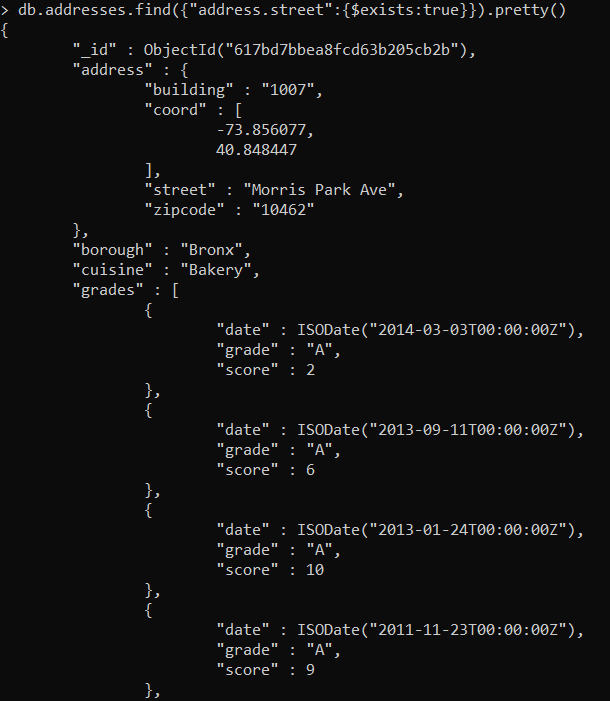 > db.addresses.find({"address.street":{$exists:true}}).pretty()
{
        "_id" : ObjectId("617bd7bbea8fcd63b205cb2b"),
        "address" : {
                "building" : "1007",
                "coord" : [
                        -73.856077,
                        40.848447
                ],
                "street" : "Morris Park Ave",
                "zipcode" : "10462"
        },
        "borough" : "Bronx",
        "cuisine" : "Bakery",
        "grades" : [
                {
                        "date" : ISODate("2014-03-03T00:00:00Z"),
                        "grade" : "A",
                        "score" : 2
                },
                {
                        "date" : ISODate("2013-09-11T00:00:00Z"),
                        "grade" : "A",
                        "score" : 6
                },
                {
                        "date" : ISODate("2013-01-24T00:00:00Z"),
                        "grade" : "A",
                        "score" : 10
                },
                {
                        "date" : ISODate("2011-11-23T00:00:00Z"),
                        "grade" : "A",
                        "score" : 9
                },